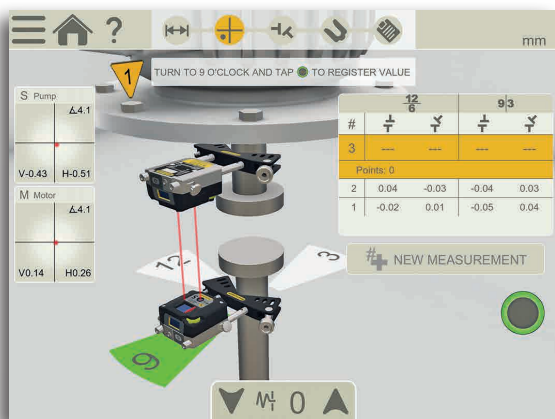 ?
mm
1
TURN TO 9 O'CLOCK AND TAP TO REGISTER VALUE
S Pump
∡4.1
V-0.43 H-0.51
M Motor
∡4.1
V0.14 H0.26
12
6
9|3
#
3 --- --- --- ---
Points: 0
2 0.04 -0.03 -0.04 0.03
1 -0.02 0.01 -0.05 0.04
# NEW MEASUREMENT
12
3
9
0